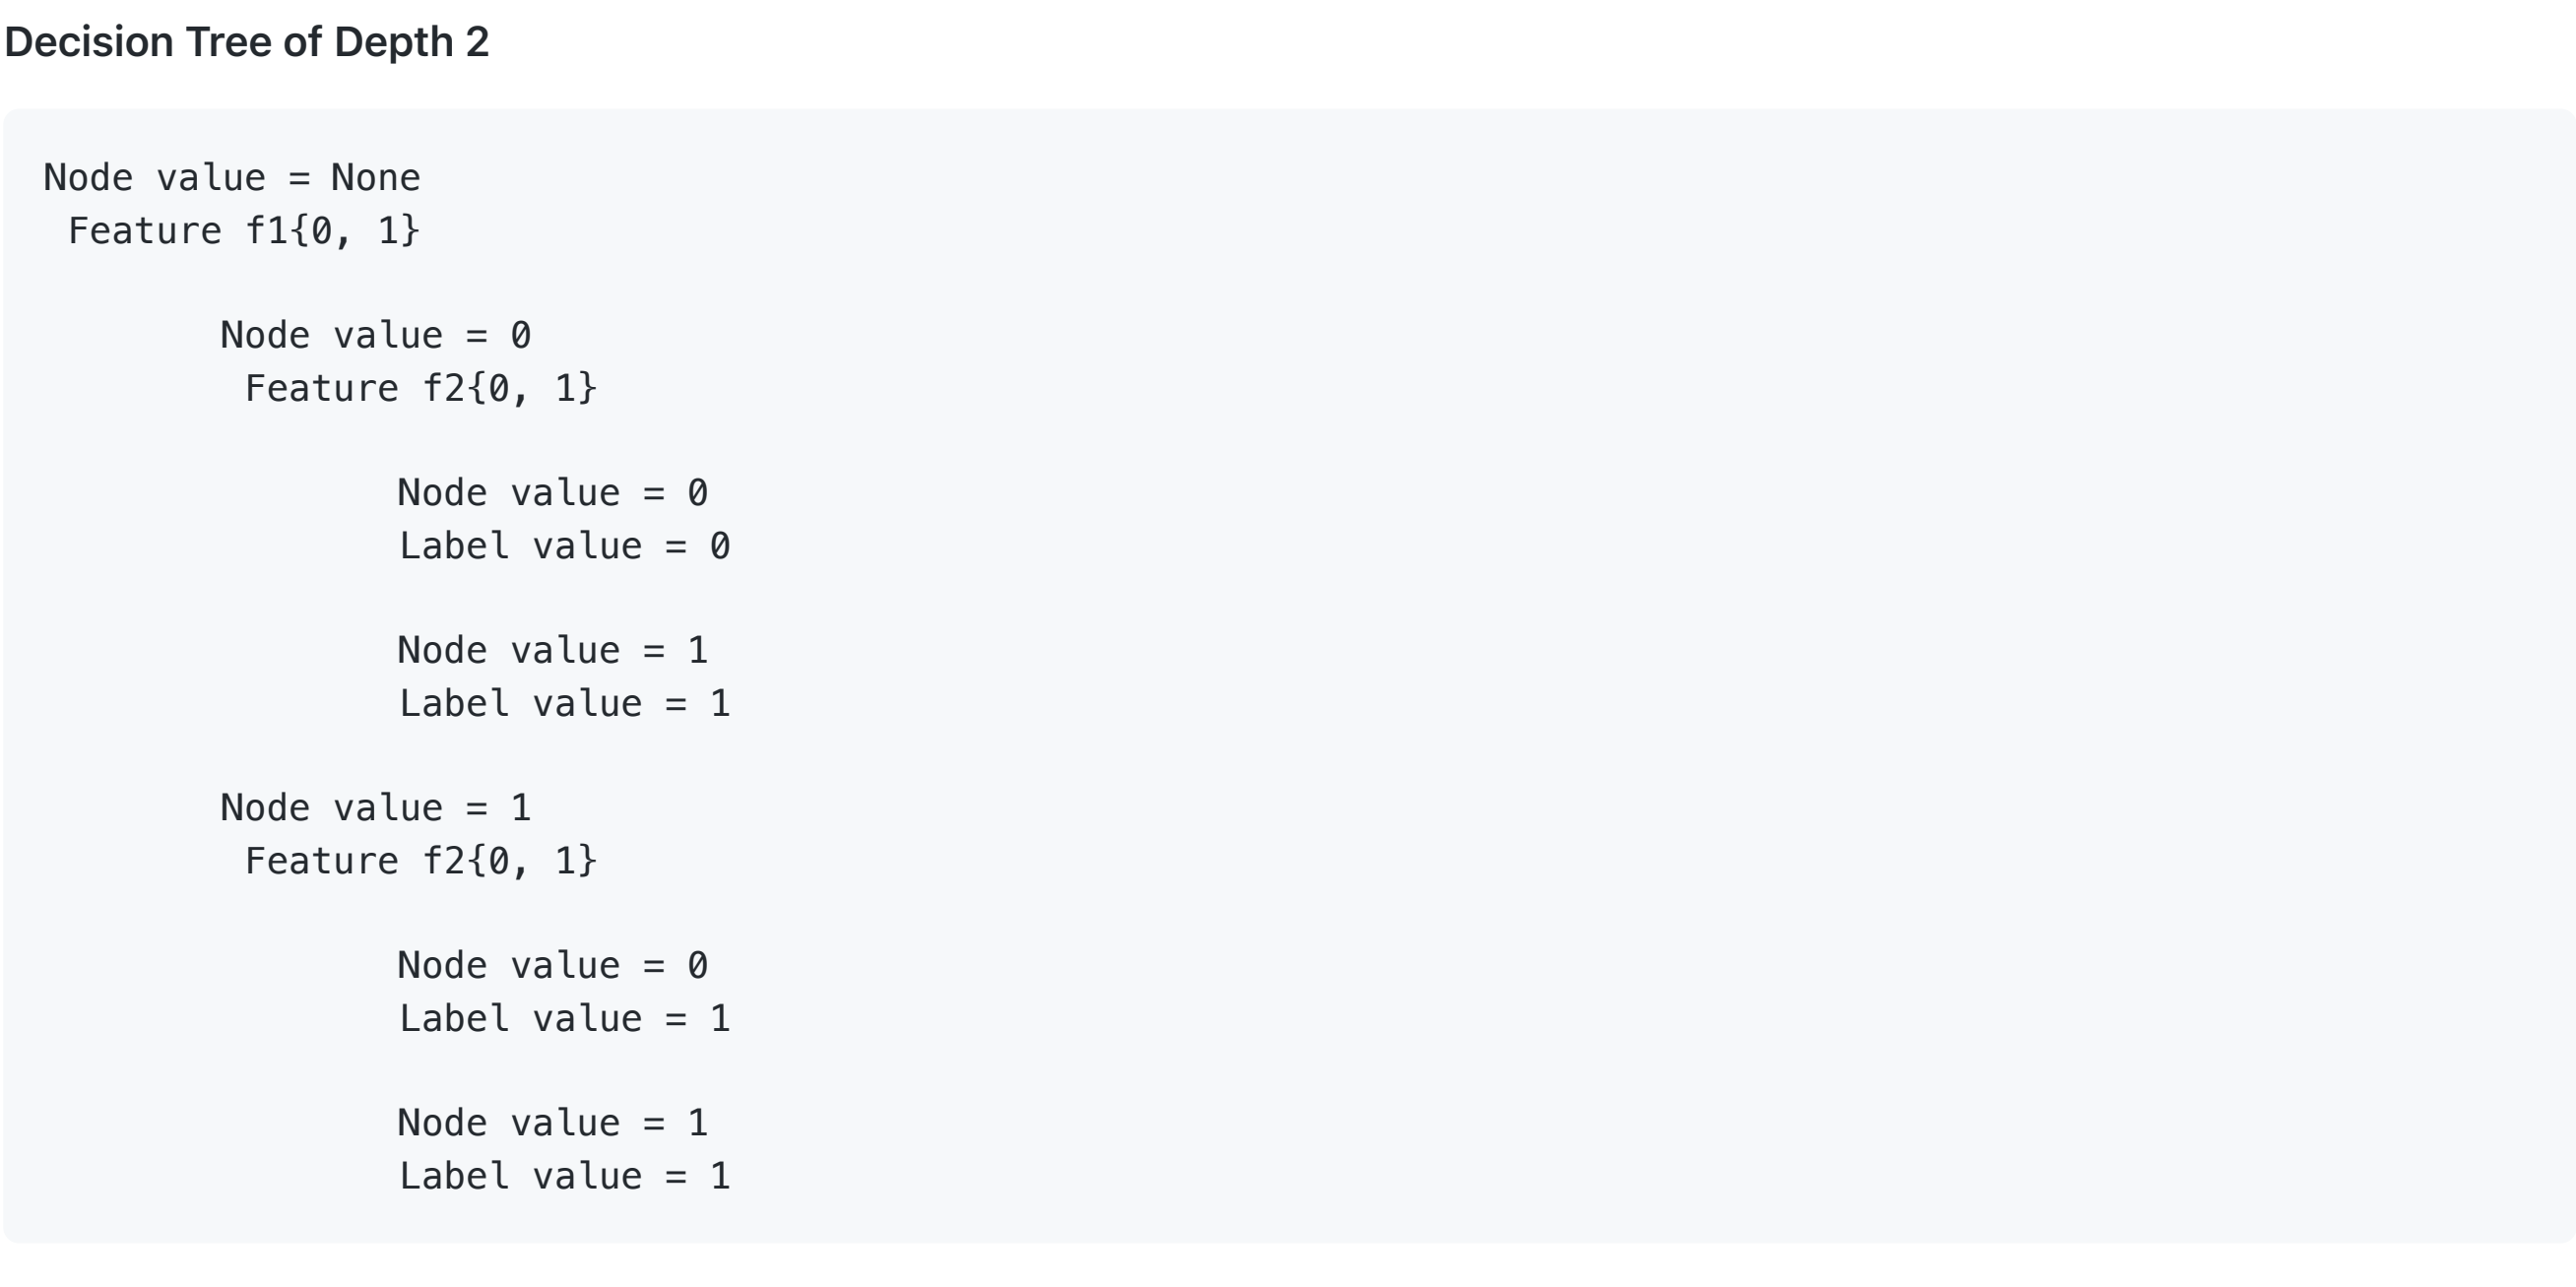 Decision Tree of Depth 2
Node value = None
Feature f1{0, 1}
Node value = 0
Feature f2{0, 1}
Node value = 0
Label value = 0
Node value = 1
Label value = 1
Node value = 1
Feature f2{0, 1}
Node value = 0
Label value = 1
Node value = 1
Label value = 1